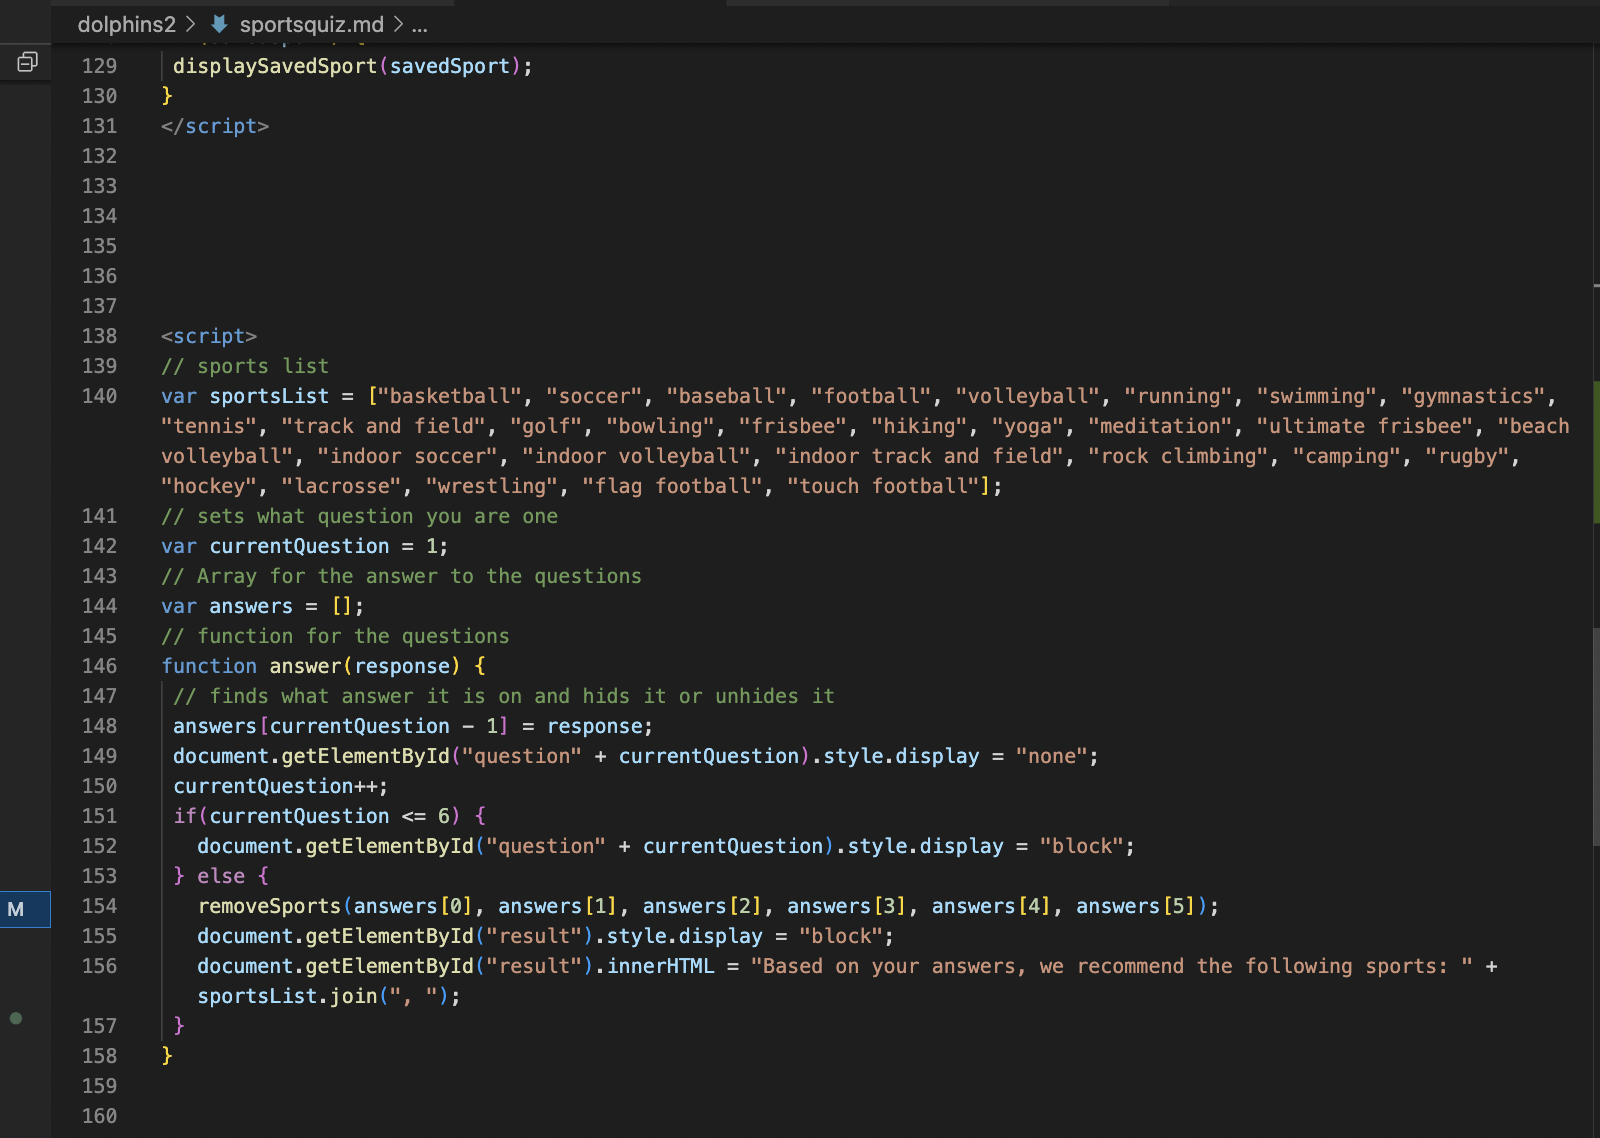 dolphins2 > sportsquiz.md > ...
129 displaySavedSport(savedSport);
130 }
131 </script>
132
133
134
135
136
137
138 <script>
139 // sports list
140 var sportsList = ["basketball", "soccer", "baseball", "football", "volleyball", "running", "swimming", "gymnastics",
"tennis", "track and field", "golf", "bowling", "frisbee", "hiking", "yoga", "meditation", "ultimate frisbee", "beach
volleyball", "indoor soccer", "indoor volleyball", "indoor track and field", "rock climbing", "camping", "rugby",
"hockey", "lacrosse", "wrestling", "flag football", "touch football"];
141 // sets what question you are one
142 var currentQuestion = 1;
143 // Array for the answer to the questions
144 var answers = [];
145 // function for the questions
146 function answer(response) {
147 // finds what answer it is on and hids it or unhides it
148 answers[currentQuestion - 1] = response;
149 document.getElementById("question" + currentQuestion).style.display = "none";
150 currentQuestion++;
151 if(currentQuestion <= 6) {
152 document.getElementById("question" + currentQuestion).style.display = "block";
153 } else {
M
154 removeSports(answers[0], answers[1], answers[2], answers[3], answers[4], answers[5]);
155 document.getElementById("result").style.display = "block";
156 document.getElementById("result").innerHTML = "Based on your answers, we recommend the following sports: " +
sportsList.join(", ");
157 }
158 }
159
160